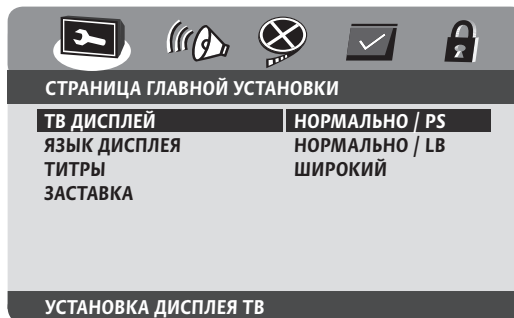 СТРАНИЦА ГЛАВНОЙ УСТАНОВКИ
ТВ ДИСПЛЕЙ НОРМАЛЬНО / PS
ЯЗЫК ДИСПЛЕЯ НОРМАЛЬНО / LB
ТИТРЫ ШИРОКИЙ
ЗАСТАВКА
УСТАНОВКА ДИСПЛЕЯ ТВ